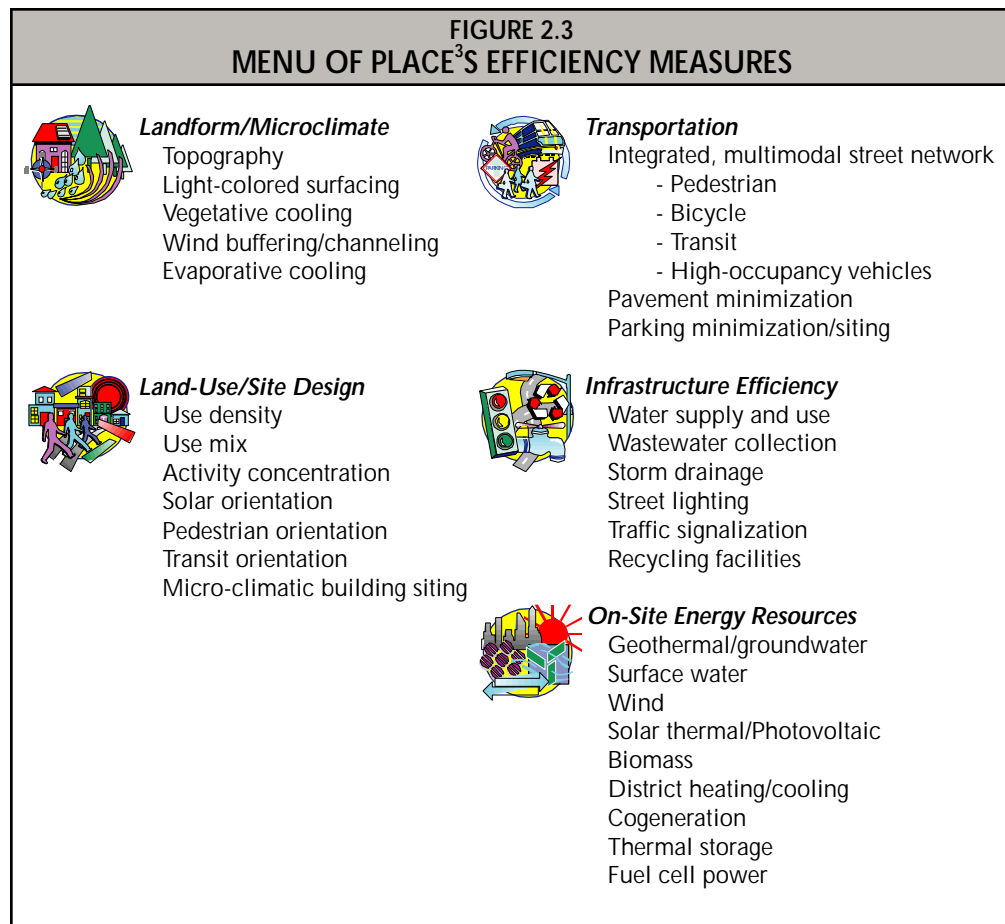 FIGURE 2.3
MENU OF PLACE³S EFFICIENCY MEASURES
Landform/Microclimate
Topography
Light-colored surfacing
Vegetative cooling
Wind buffering/channeling
Evaporative cooling
Land-Use/Site Design
Use density
Use mix
Activity concentration
Solar orientation
Pedestrian orientation
Transit orientation
Micro-climatic building siting
Transportation
Integrated, multimodal street network
- Pedestrian
- Bicycle
- Transit
- High-occupancy vehicles
Pavement minimization
Parking minimization/siting
Infrastructure Efficiency
Water supply and use
Wastewater collection
Storm drainage
Street lighting
Traffic signalization
Recycling facilities
On-Site Energy Resources
Geothermal/groundwater
Surface water
Wind
Solar thermal/Photovoltaic
Biomass
District heating/cooling
Cogeneration
Thermal storage
Fuel cell power